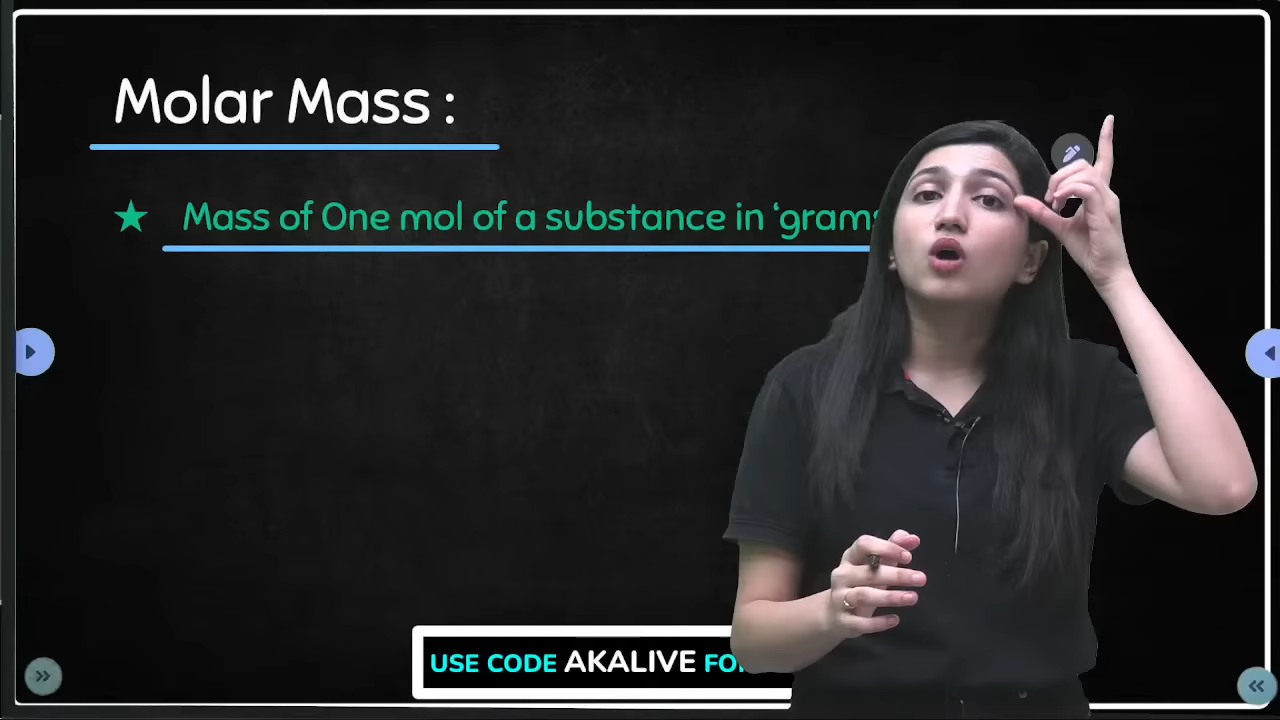 Molar Mass :
★ Mass of One mol of a substance in ‘grams
USE CODE AKALIVE FO